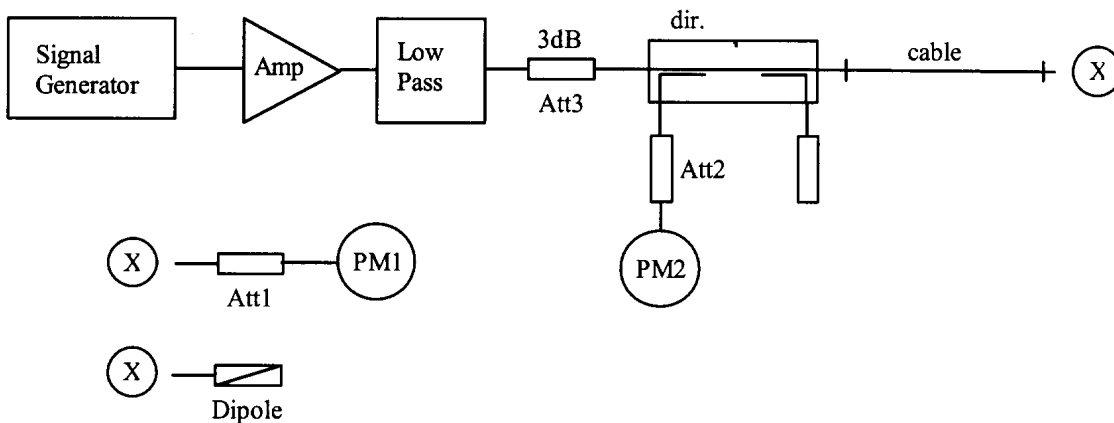 dir.
Signal
Generator
Amp
Low
Pass
3dB
Att3
cable
X
Att2
X
Att1
PM1
PM2
X
Dipole